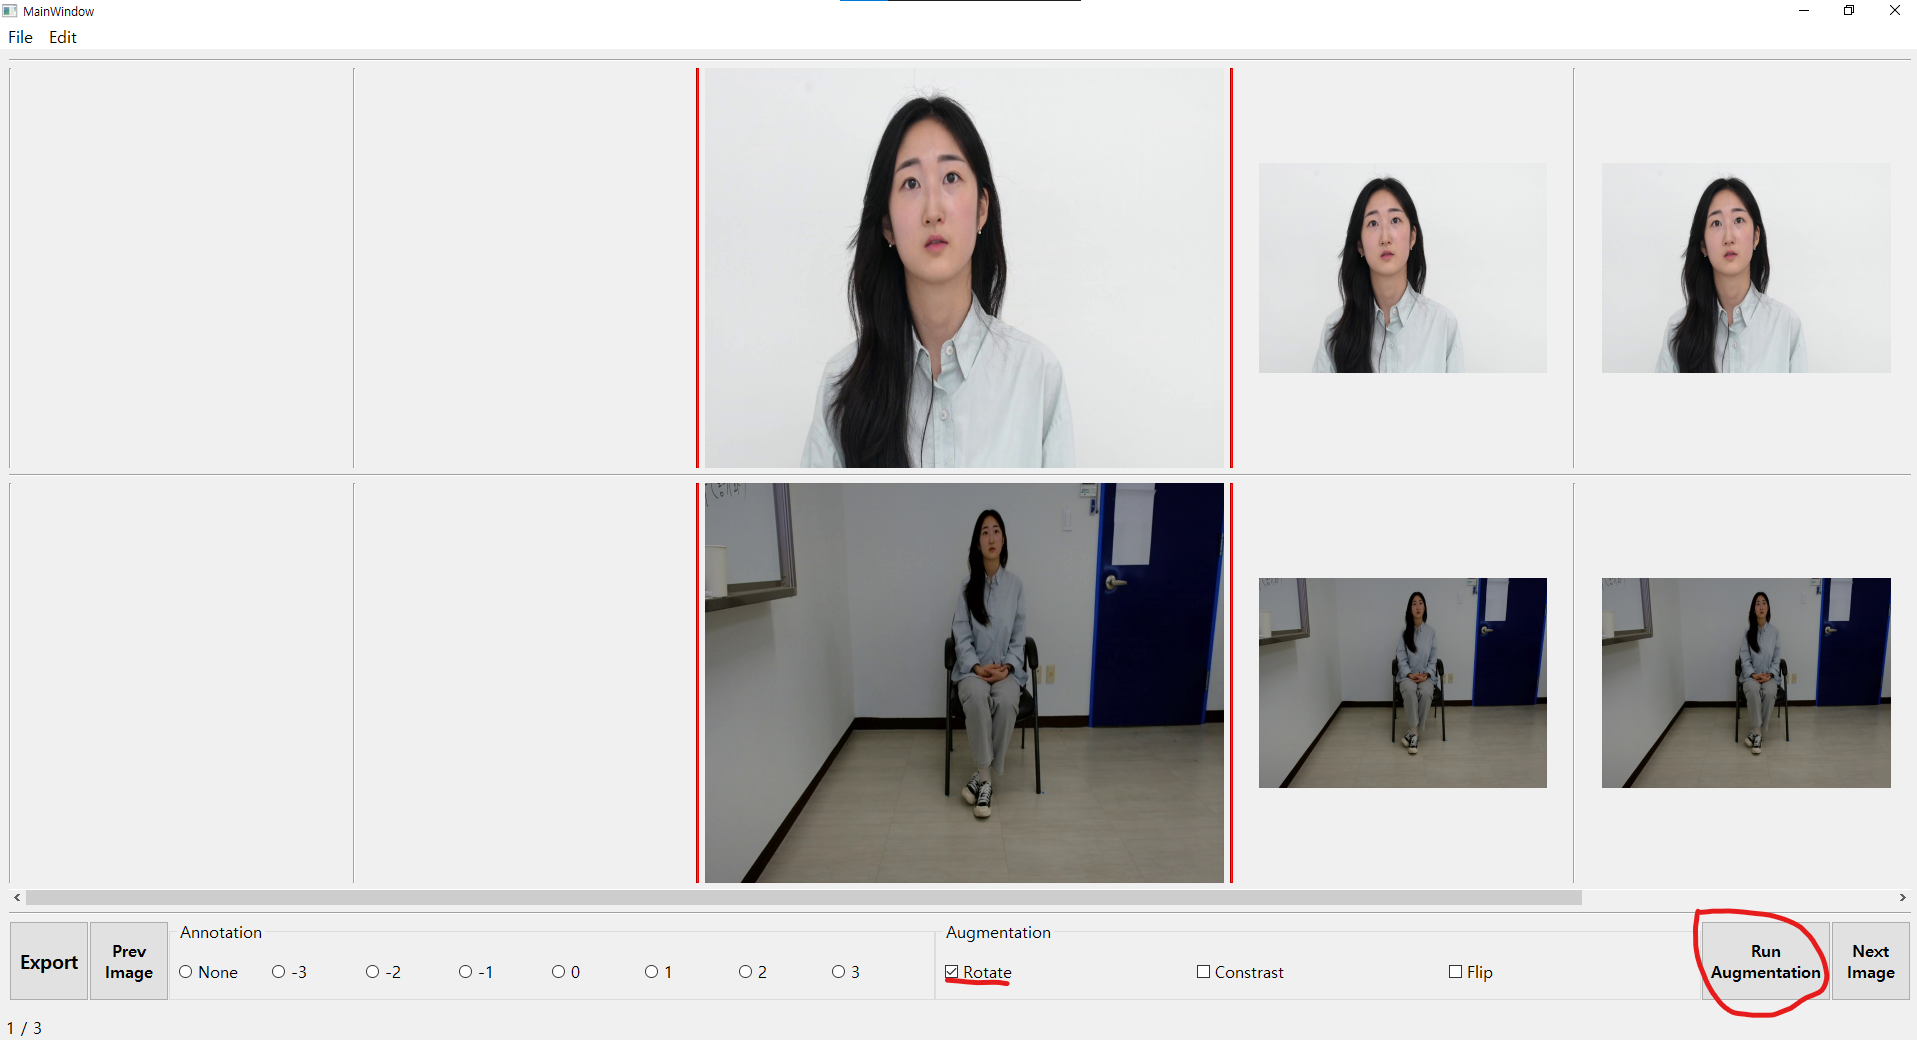 MainWindow
File Edit
Export
Prev
Image
Annotation
None -3 -2 -1 0 1 2 3
Augmentation
Rotate Constrast Flip
Run
Augmentation
Next
Image
1 / 3